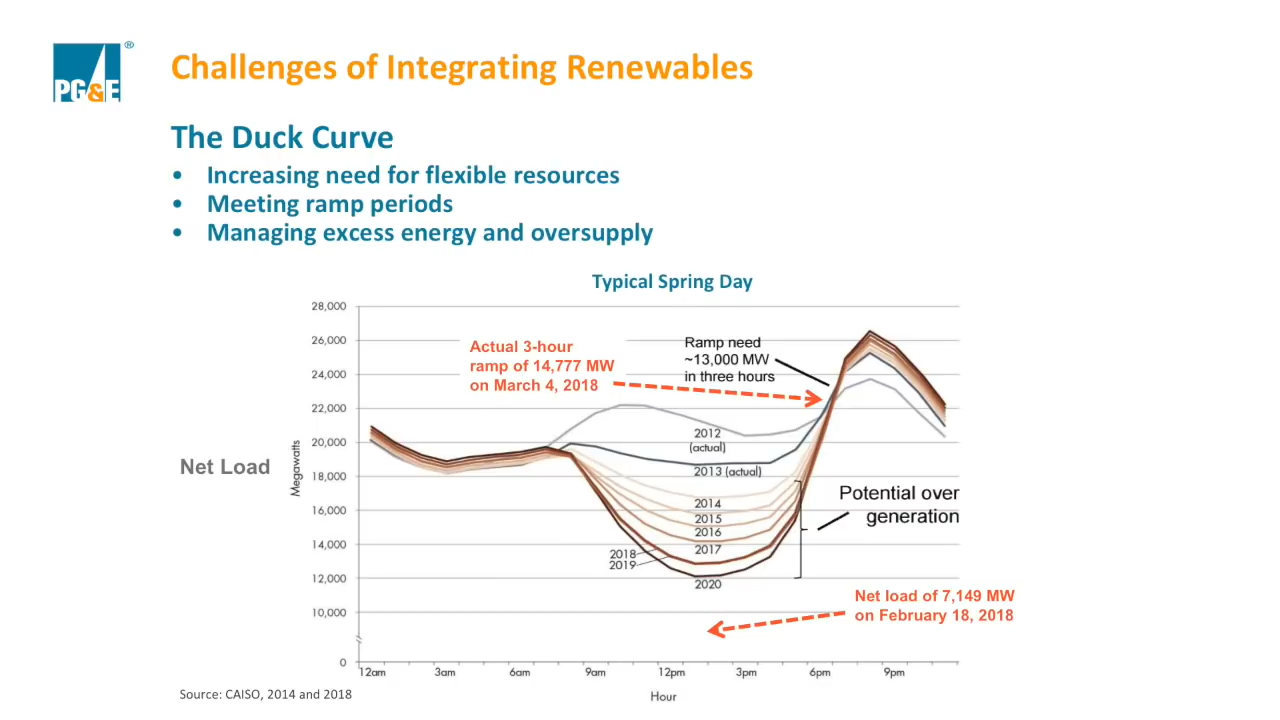 PG&E®
Challenges of Integrating Renewables
The Duck Curve
• Increasing need for flexible resources
• Meeting ramp periods
• Managing excess energy and oversupply
Typical Spring Day
28,000
26,000
24,000
22,000
20,000
18,000
16,000
14,000
12,000
10,000
0
Megawatts
Net Load
Actual 3-hour
ramp of 14,777 MW
on March 4, 2018
Ramp need
~13,000 MW
in three hours
2012
(actual)
2013 (actual)
2014
2015
2016
2017
2018
2019
2020
Potential over
generation
Net load of 7,149 MW
on February 18, 2018
12am 3am 6am 9am 12pm 3pm 6pm 9pm
Hour
Source: CAISO, 2014 and 2018